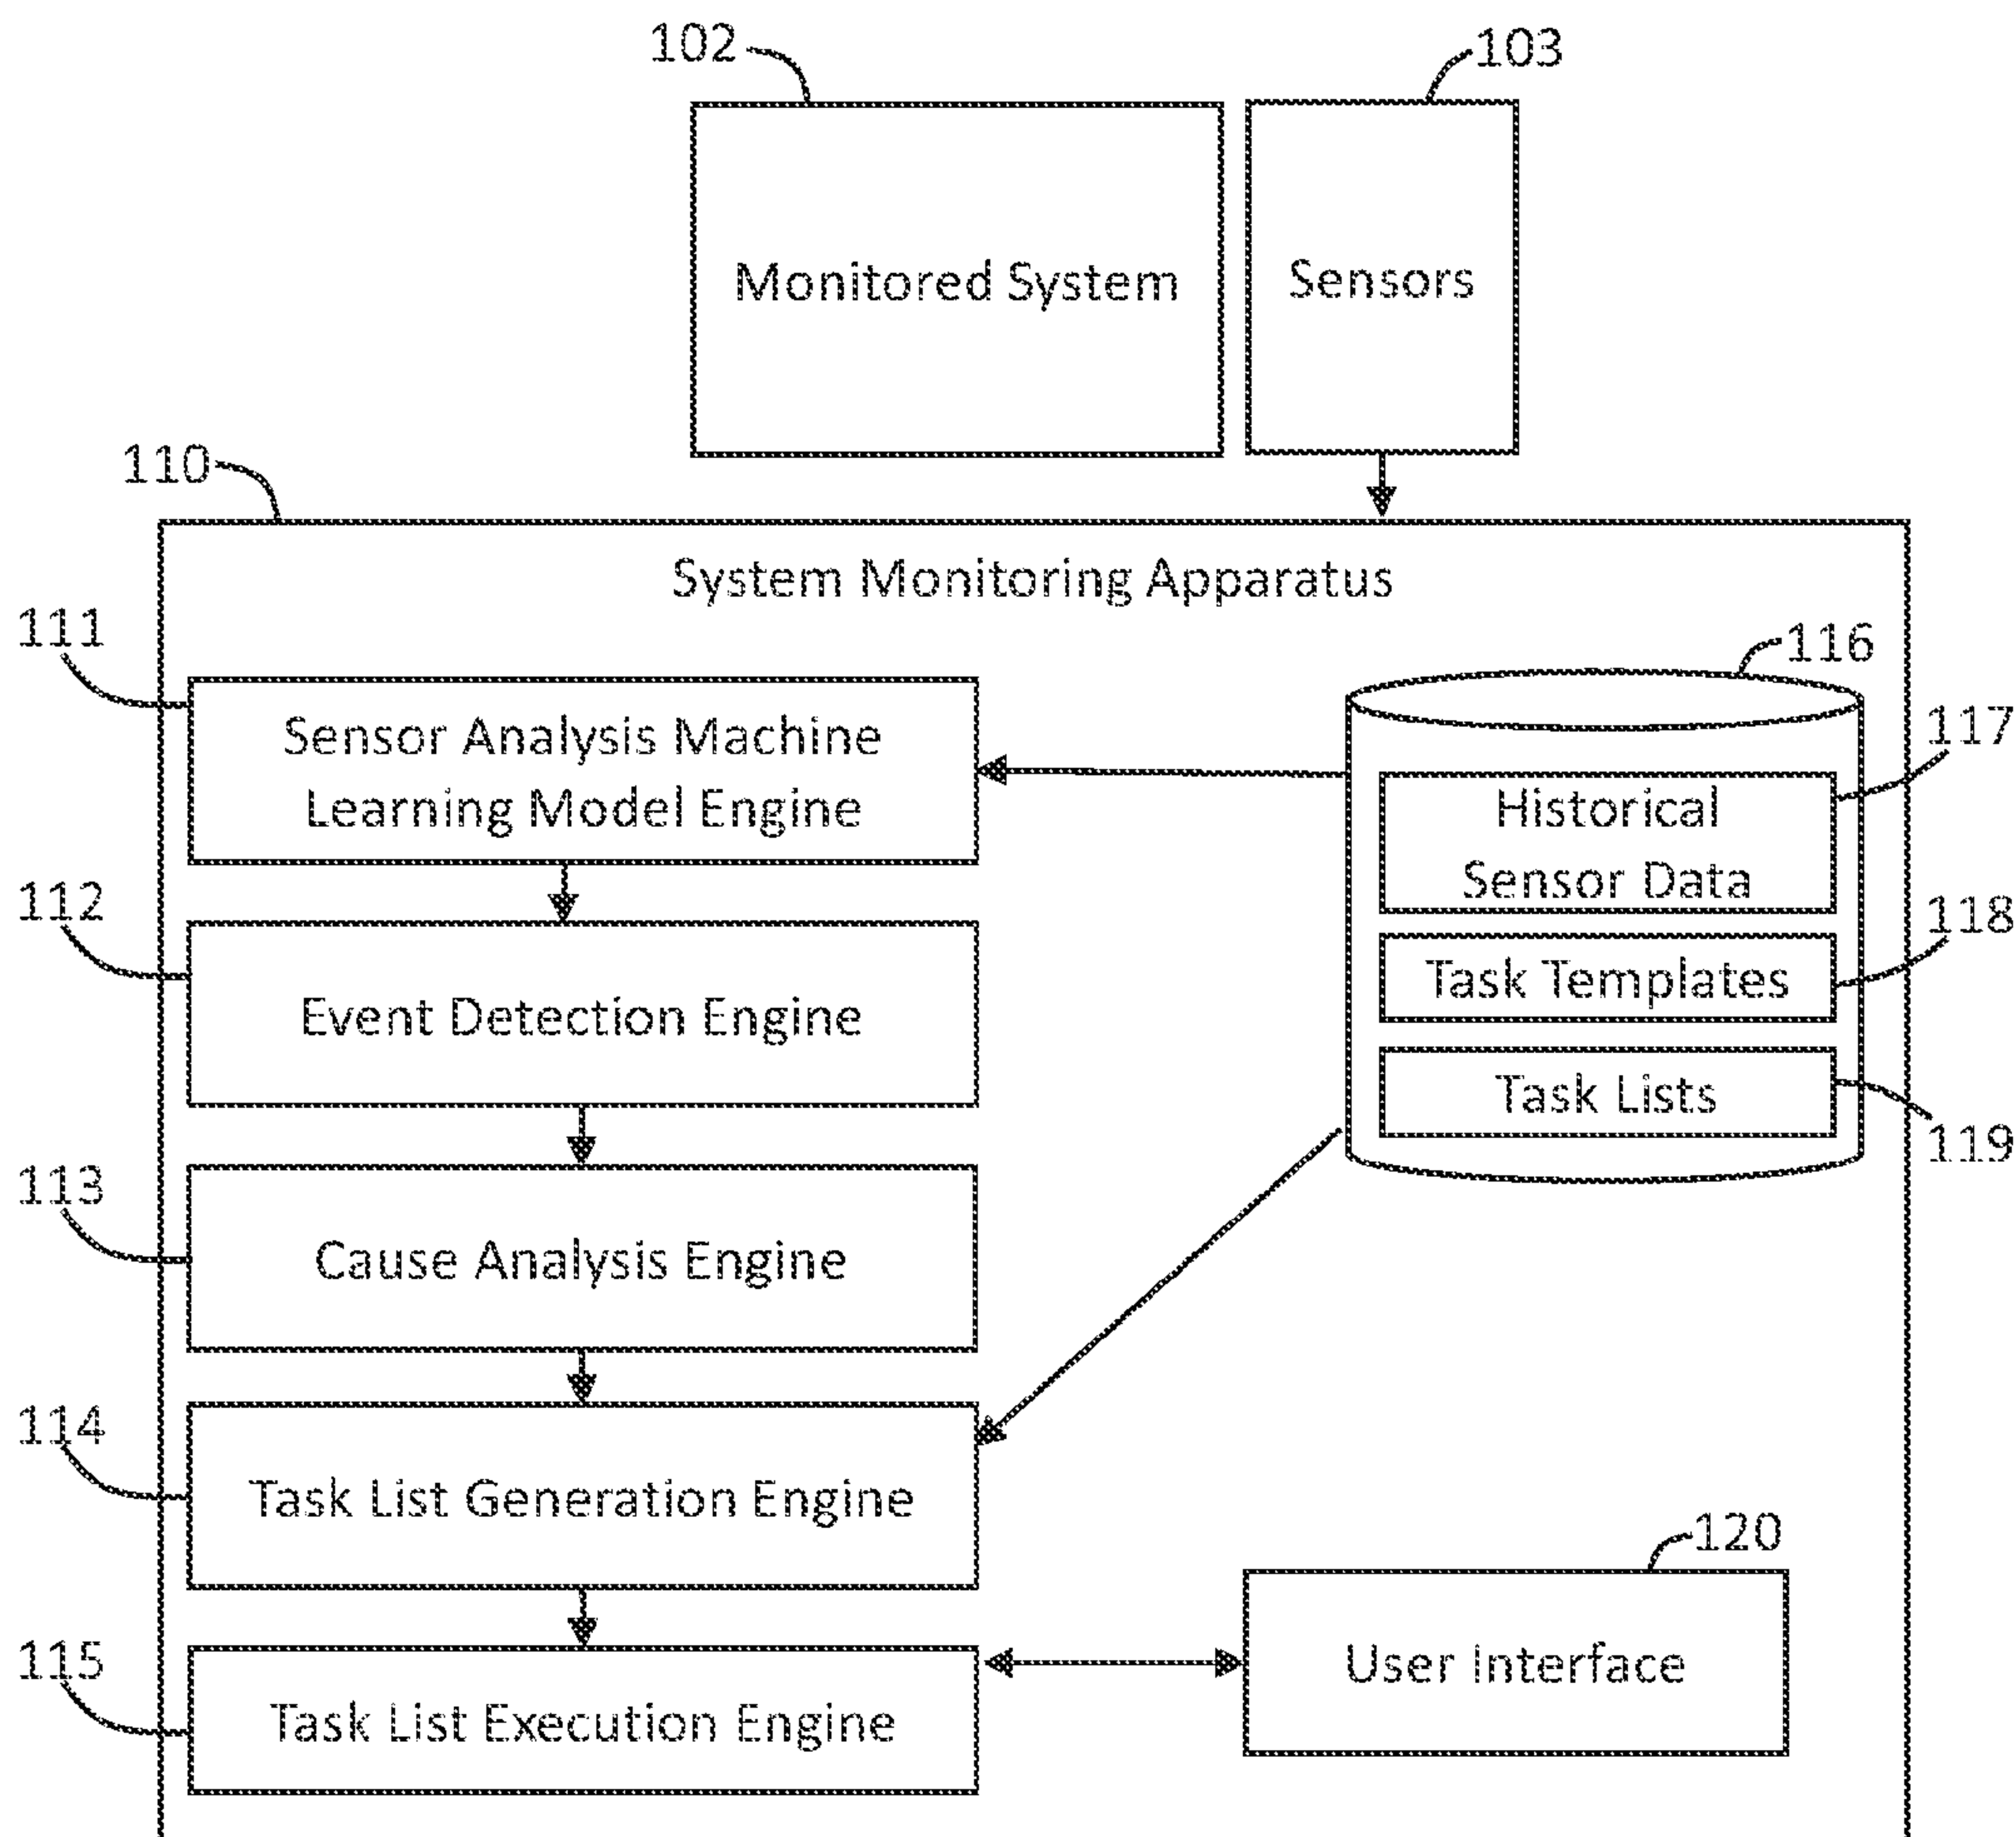 102
103
Monitored System
Sensors
110
System Monitoring Apparatus
111
116
Sensor Analysis Machine
Learning Model Engine
117
Historical
Sensor Data
112
118
Event Detection Engine
Task Templates
Task Lists
119
113
Cause Analysis Engine
114
Task List Generation Engine
120
115
User Interface
Task List Execution Engine